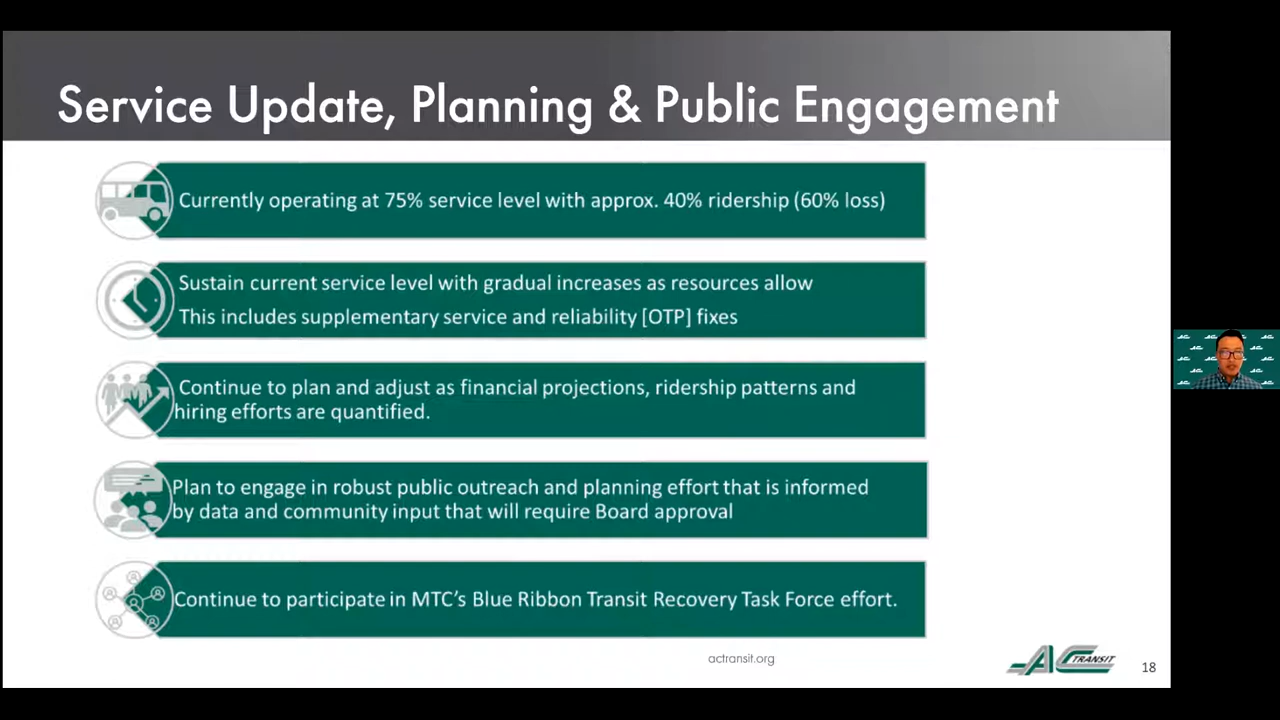 Service Update, Planning & Public Engagement
Currently operating at 75% service level with approx. 40% ridership (60% loss)
Sustain current service level with gradual increases as resources allow
This includes supplementary service and reliability [OTP] fixes
Continue to plan and adjust as financial projections, ridership patterns and
hiring efforts are quantified.
Plan to engage in robust public outreach and planning effort that is informed
by data and community input that will require Board approval
Continue to participate in MTC's Blue Ribbon Transit Recovery Task Force effort.
actransit.org
AC TRANSIT
18